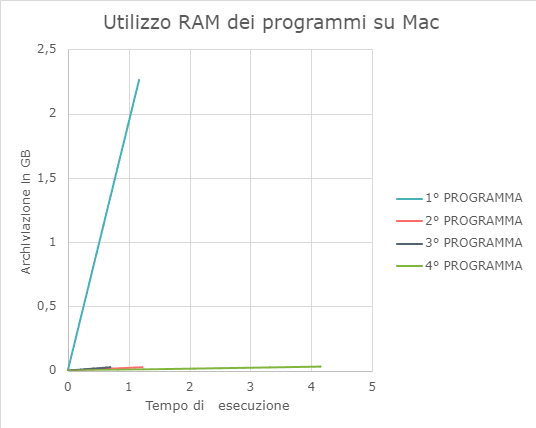 Utilizzo RAM dei programmi su Mac
2,5
2
1,5
1
0,5
0
Archiviazione in GB
0 1 2 3 4 5
Tempo di esecuzione
1° PROGRAMMA
2° PROGRAMMA
3° PROGRAMMA
4° PROGRAMMA